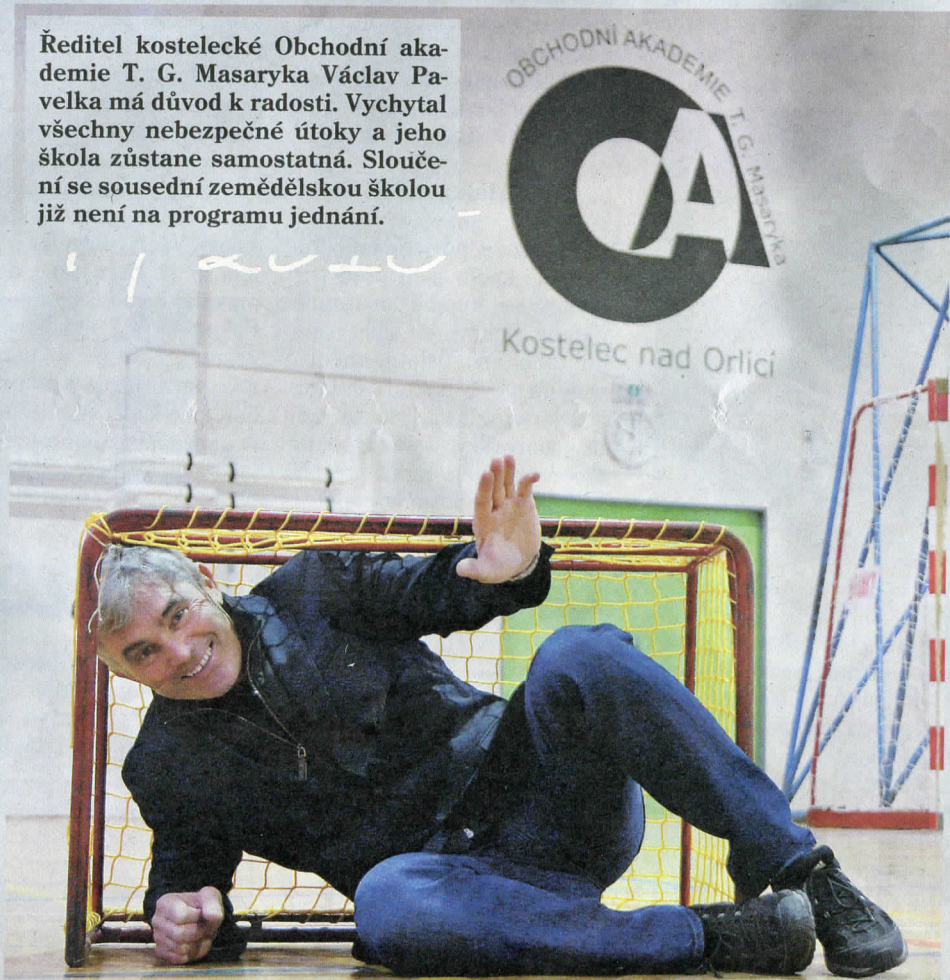 Ředitel kostelecké Obchodní aka-
demie T. G. Masaryka Václav Pa-
velka má důvod k radosti. Vychytal
všechny nebezpečné útoky a jeho
škola zůstane samostatná. Slouče-
ní se sousední zemědělskou školou
již není na programu jednání.
OBCHODNÍ AKADEMIE T. G. Masaryka
OA
Kostelec nad Orlicí